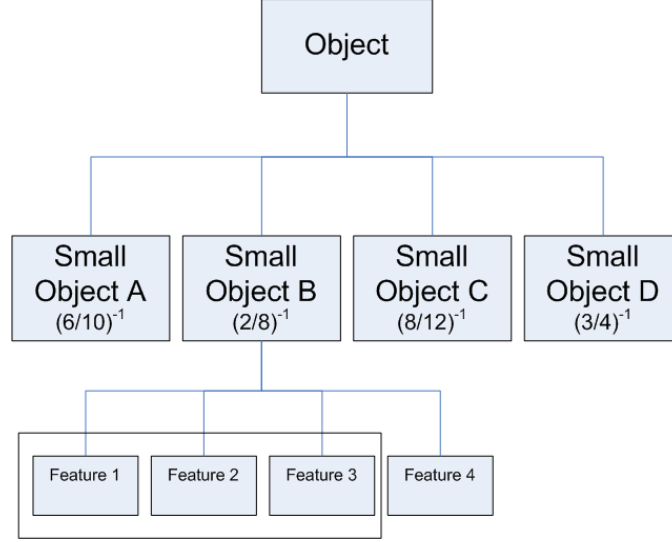 Object
Small
Object A
(6/10)⁻¹
Small
Object B
(2/8)⁻¹
Small
Object C
(8/12)⁻¹
Small
Object D
(3/4)⁻¹
Feature 1
Feature 2
Feature 3
Feature 4